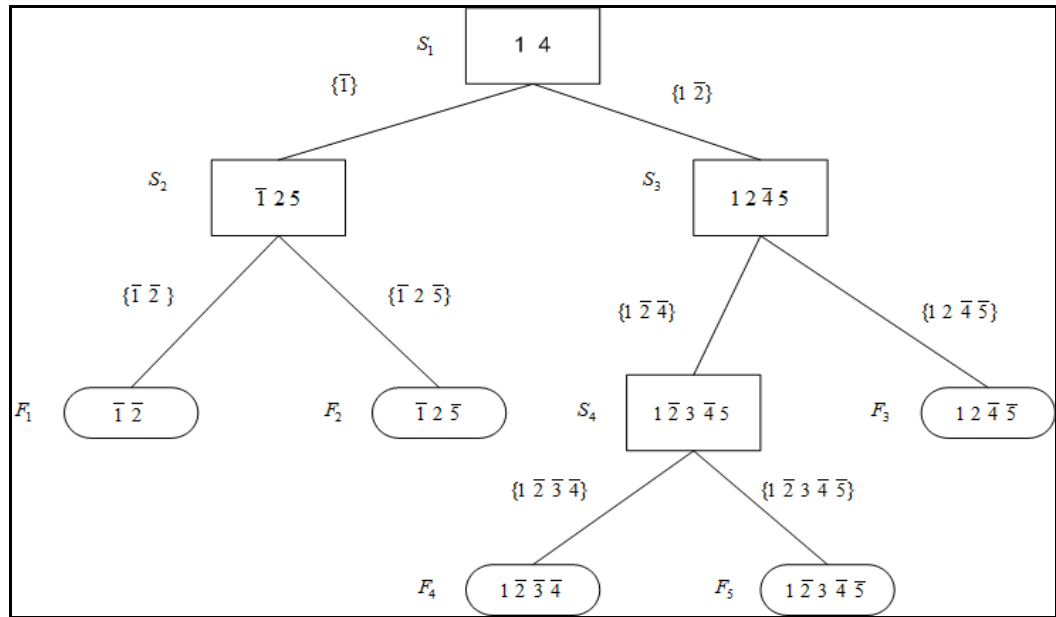 S₁
1 4
{1̅}
{1 2̅}
S₂
1̅ 2 5
S₃
1 2 4̅ 5
{1̅ 2̅ }
{1̅ 2 5̅}
{1 2̅ 4̅}
{1 2 4̅ 5̅}
F₁
1̅ 2̅
F₂
1̅ 2 5̅
S₄
1 2̅ 3 4̅ 5
F₃
1 2 4̅ 5̅
{1 2̅ 3̅ 4̅}
{1 2̅ 3 4̅ 5̅}
F₄
1 2̅ 3̅ 4̅
F₅
1 2̅ 3 4̅ 5̅